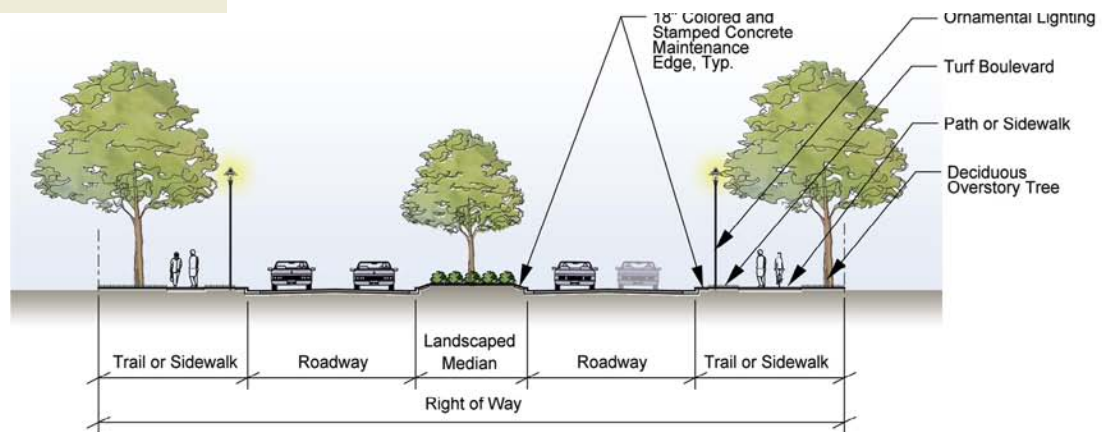 18" Colored and
Stamped Concrete
Maintenance
Edge, Typ.
Ornamental Lighting
Turf Boulevard
Path or Sidewalk
Deciduous
Overstory Tree
Trail or Sidewalk
Roadway
Landscaped
Median
Roadway
Trail or Sidewalk
Right of Way